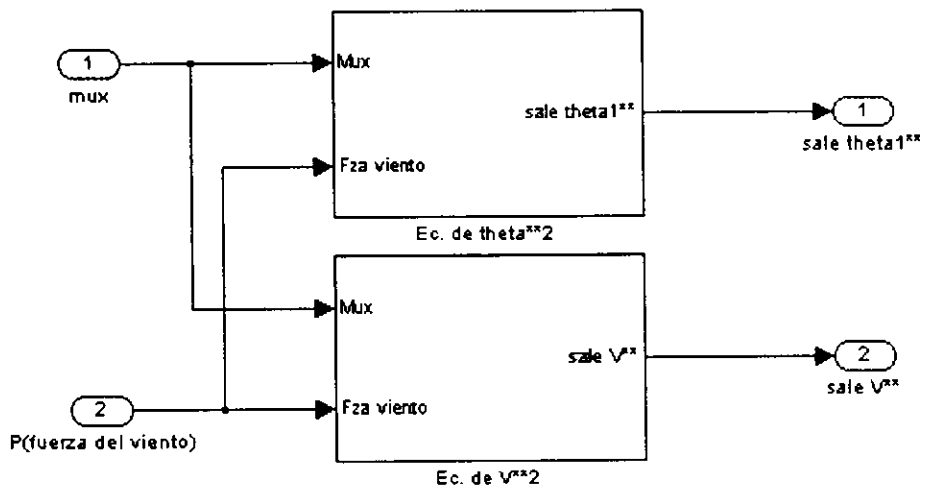 1
mux
Mux
sale theta1**
Fza viento
Ec. de theta**2
1
sale theta1**
Mux
sale V**
Fza viento
Ec. de V**2
2
sale V**
2
P(fuerza del viento)